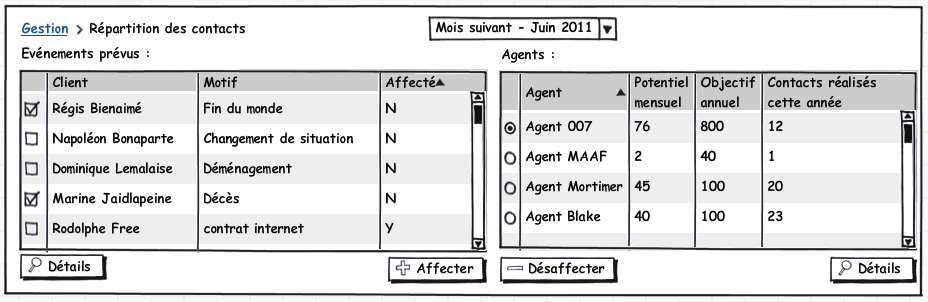 Gestion > Répartition des contacts
Mois suivant - Juin 2011
Evénements prévus :
Client Motif Affecté
Régis Bienaimé Fin du monde N
Napoléon Bonaparte Changement de situation N
Dominique Lemalaise Déménagement N
Marine Jaidlapeine Décès N
Rodolphe Free contrat internet Y
Détails
Affecter
Agents :
Agent Potentiel mensuel Objectif annuel Contacts réalisés cette année
Agent 007 76 800 12
Agent MAAF 2 40 1
Agent Mortimer 45 100 20
Agent Blake 40 100 23
Désaffecter
Détails